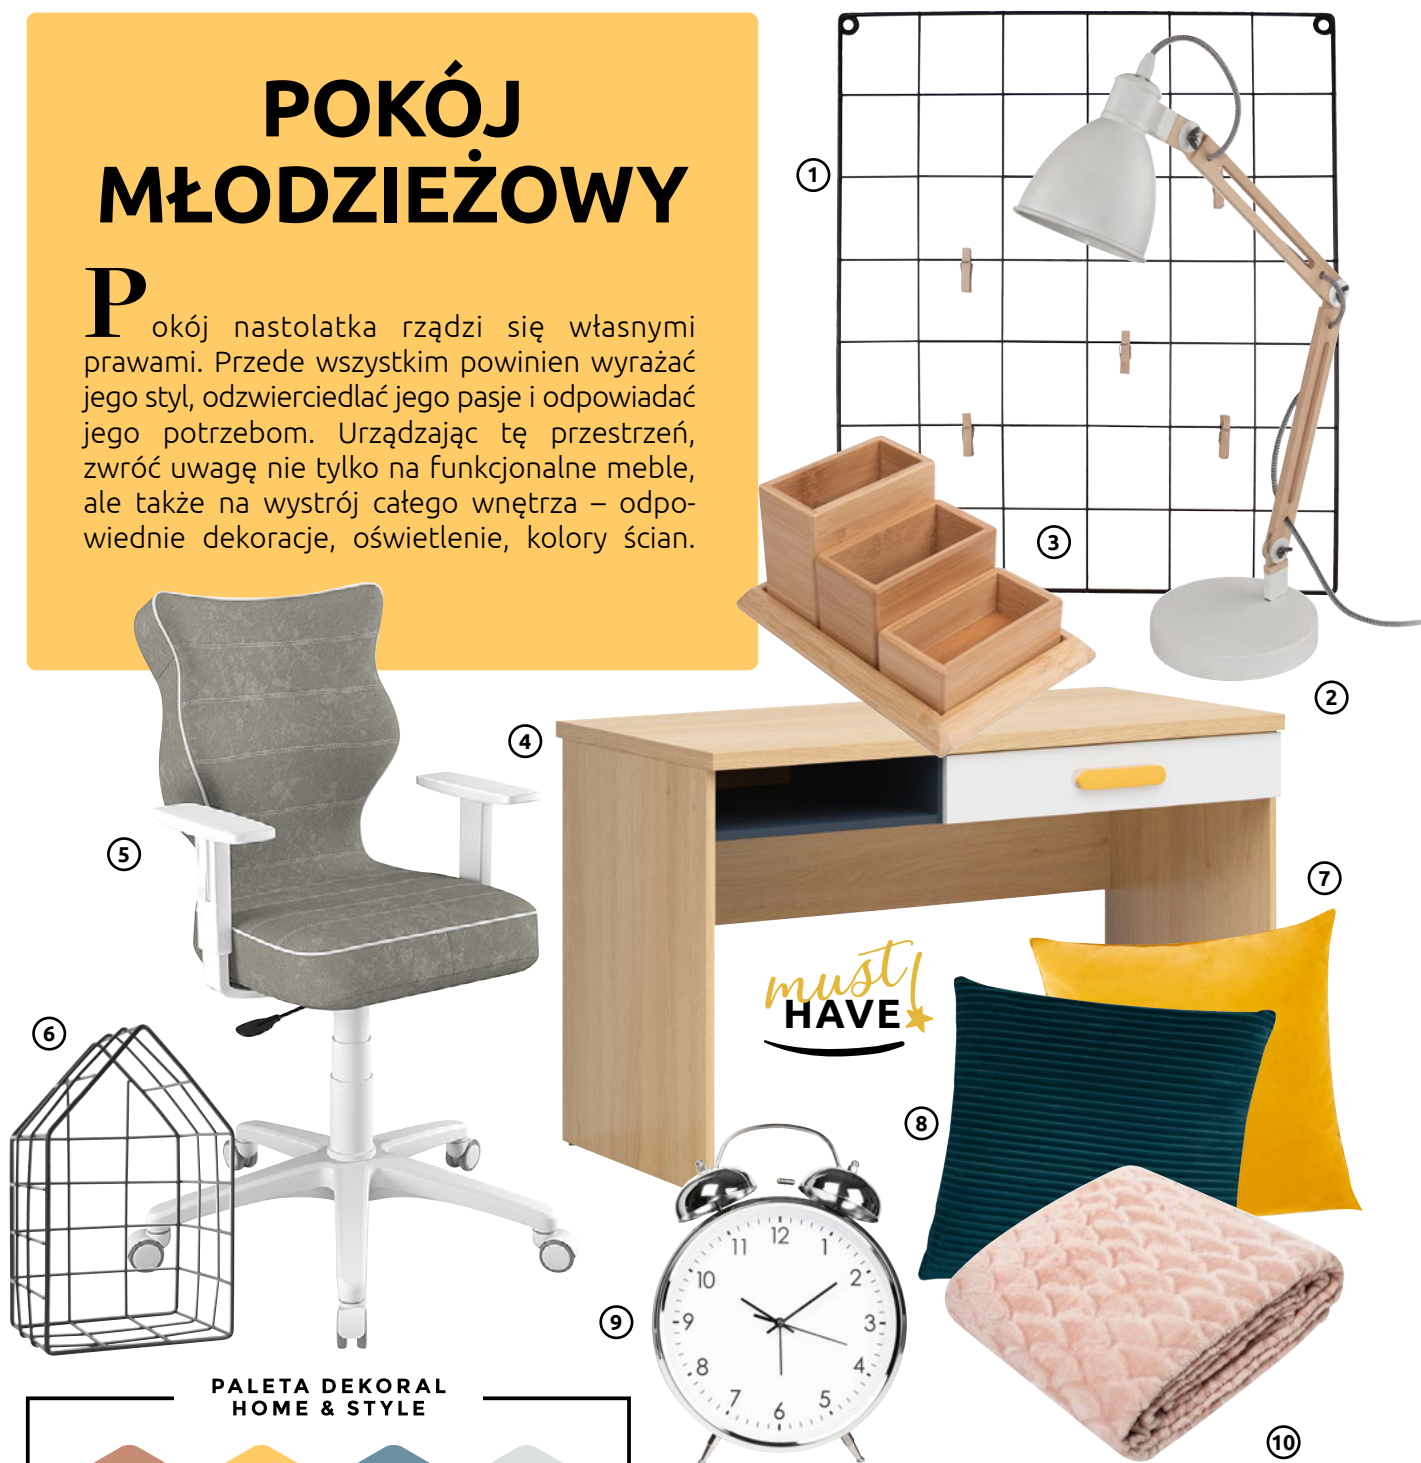 POKÓJ
MŁODZIEŻOWY
Pokój nastolatka rządzi się własnymi
prawami. Przede wszystkim powinien wyrażać
jego styl, odzwierciedlać jego pasje i odpowiadać
jego potrzebom. Urządzając tę przestrzeń,
zwróć uwagę nie tylko na funkcjonalne meble,
ale także na wystrój całego wnętrza – odpo-
wiednie dekoracje, oświetlenie, kolory ścian.
1
2
3
4
5
6
7
must
HAVE
8
9
12
1
2
3
4
5
6
7
8
9
10
11
10
PALETA DEKORAL
HOME & STYLE